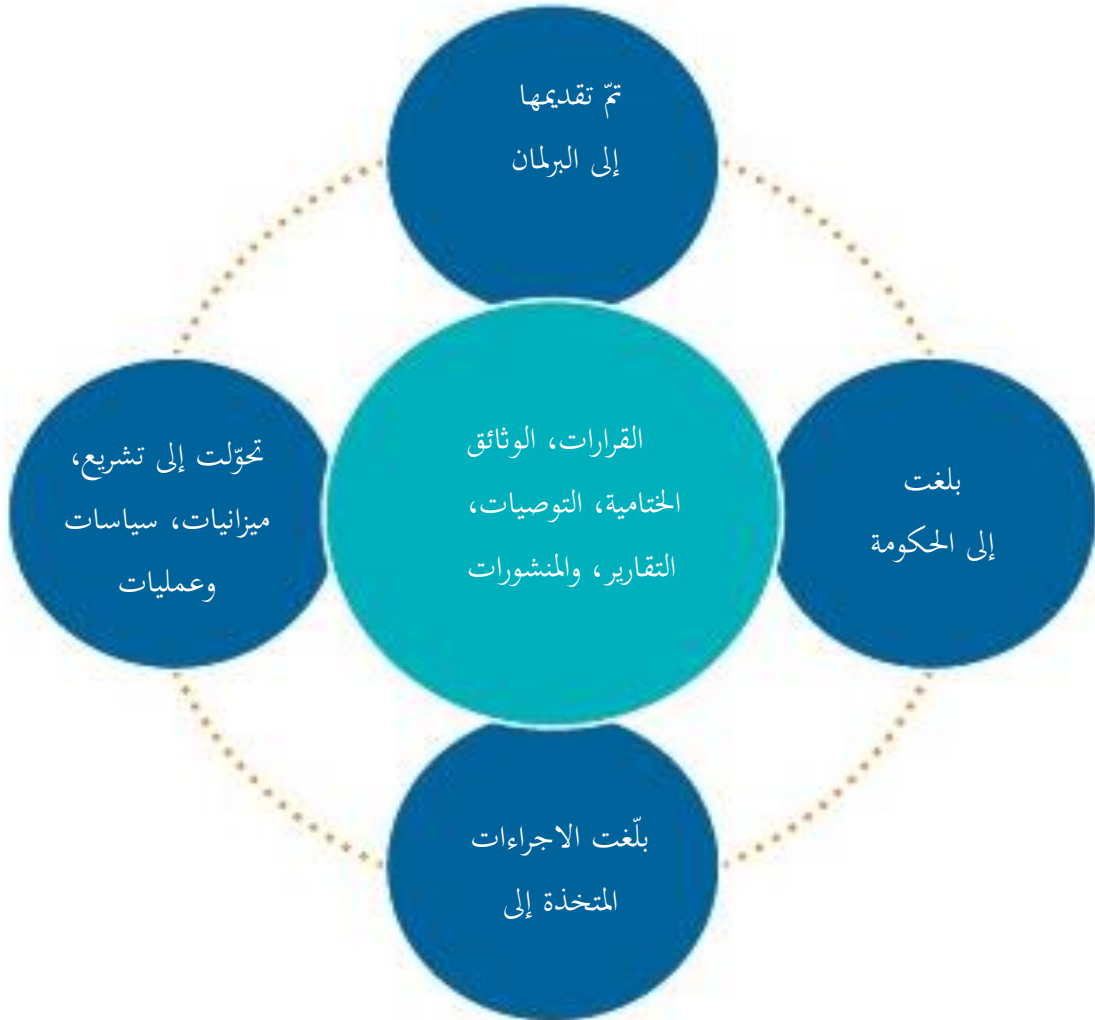 تمّ تقديمها
إلى البرلمان
بلغت
إلى الحكومة
القرارات، الوثائق
الختامية، التوصيات،
التقارير، والمنشورات
تحوّلت إلى تشريع،
ميزانيات، سياسات
وعمليات
بلّغت الاجراءات
المتخذة إلى